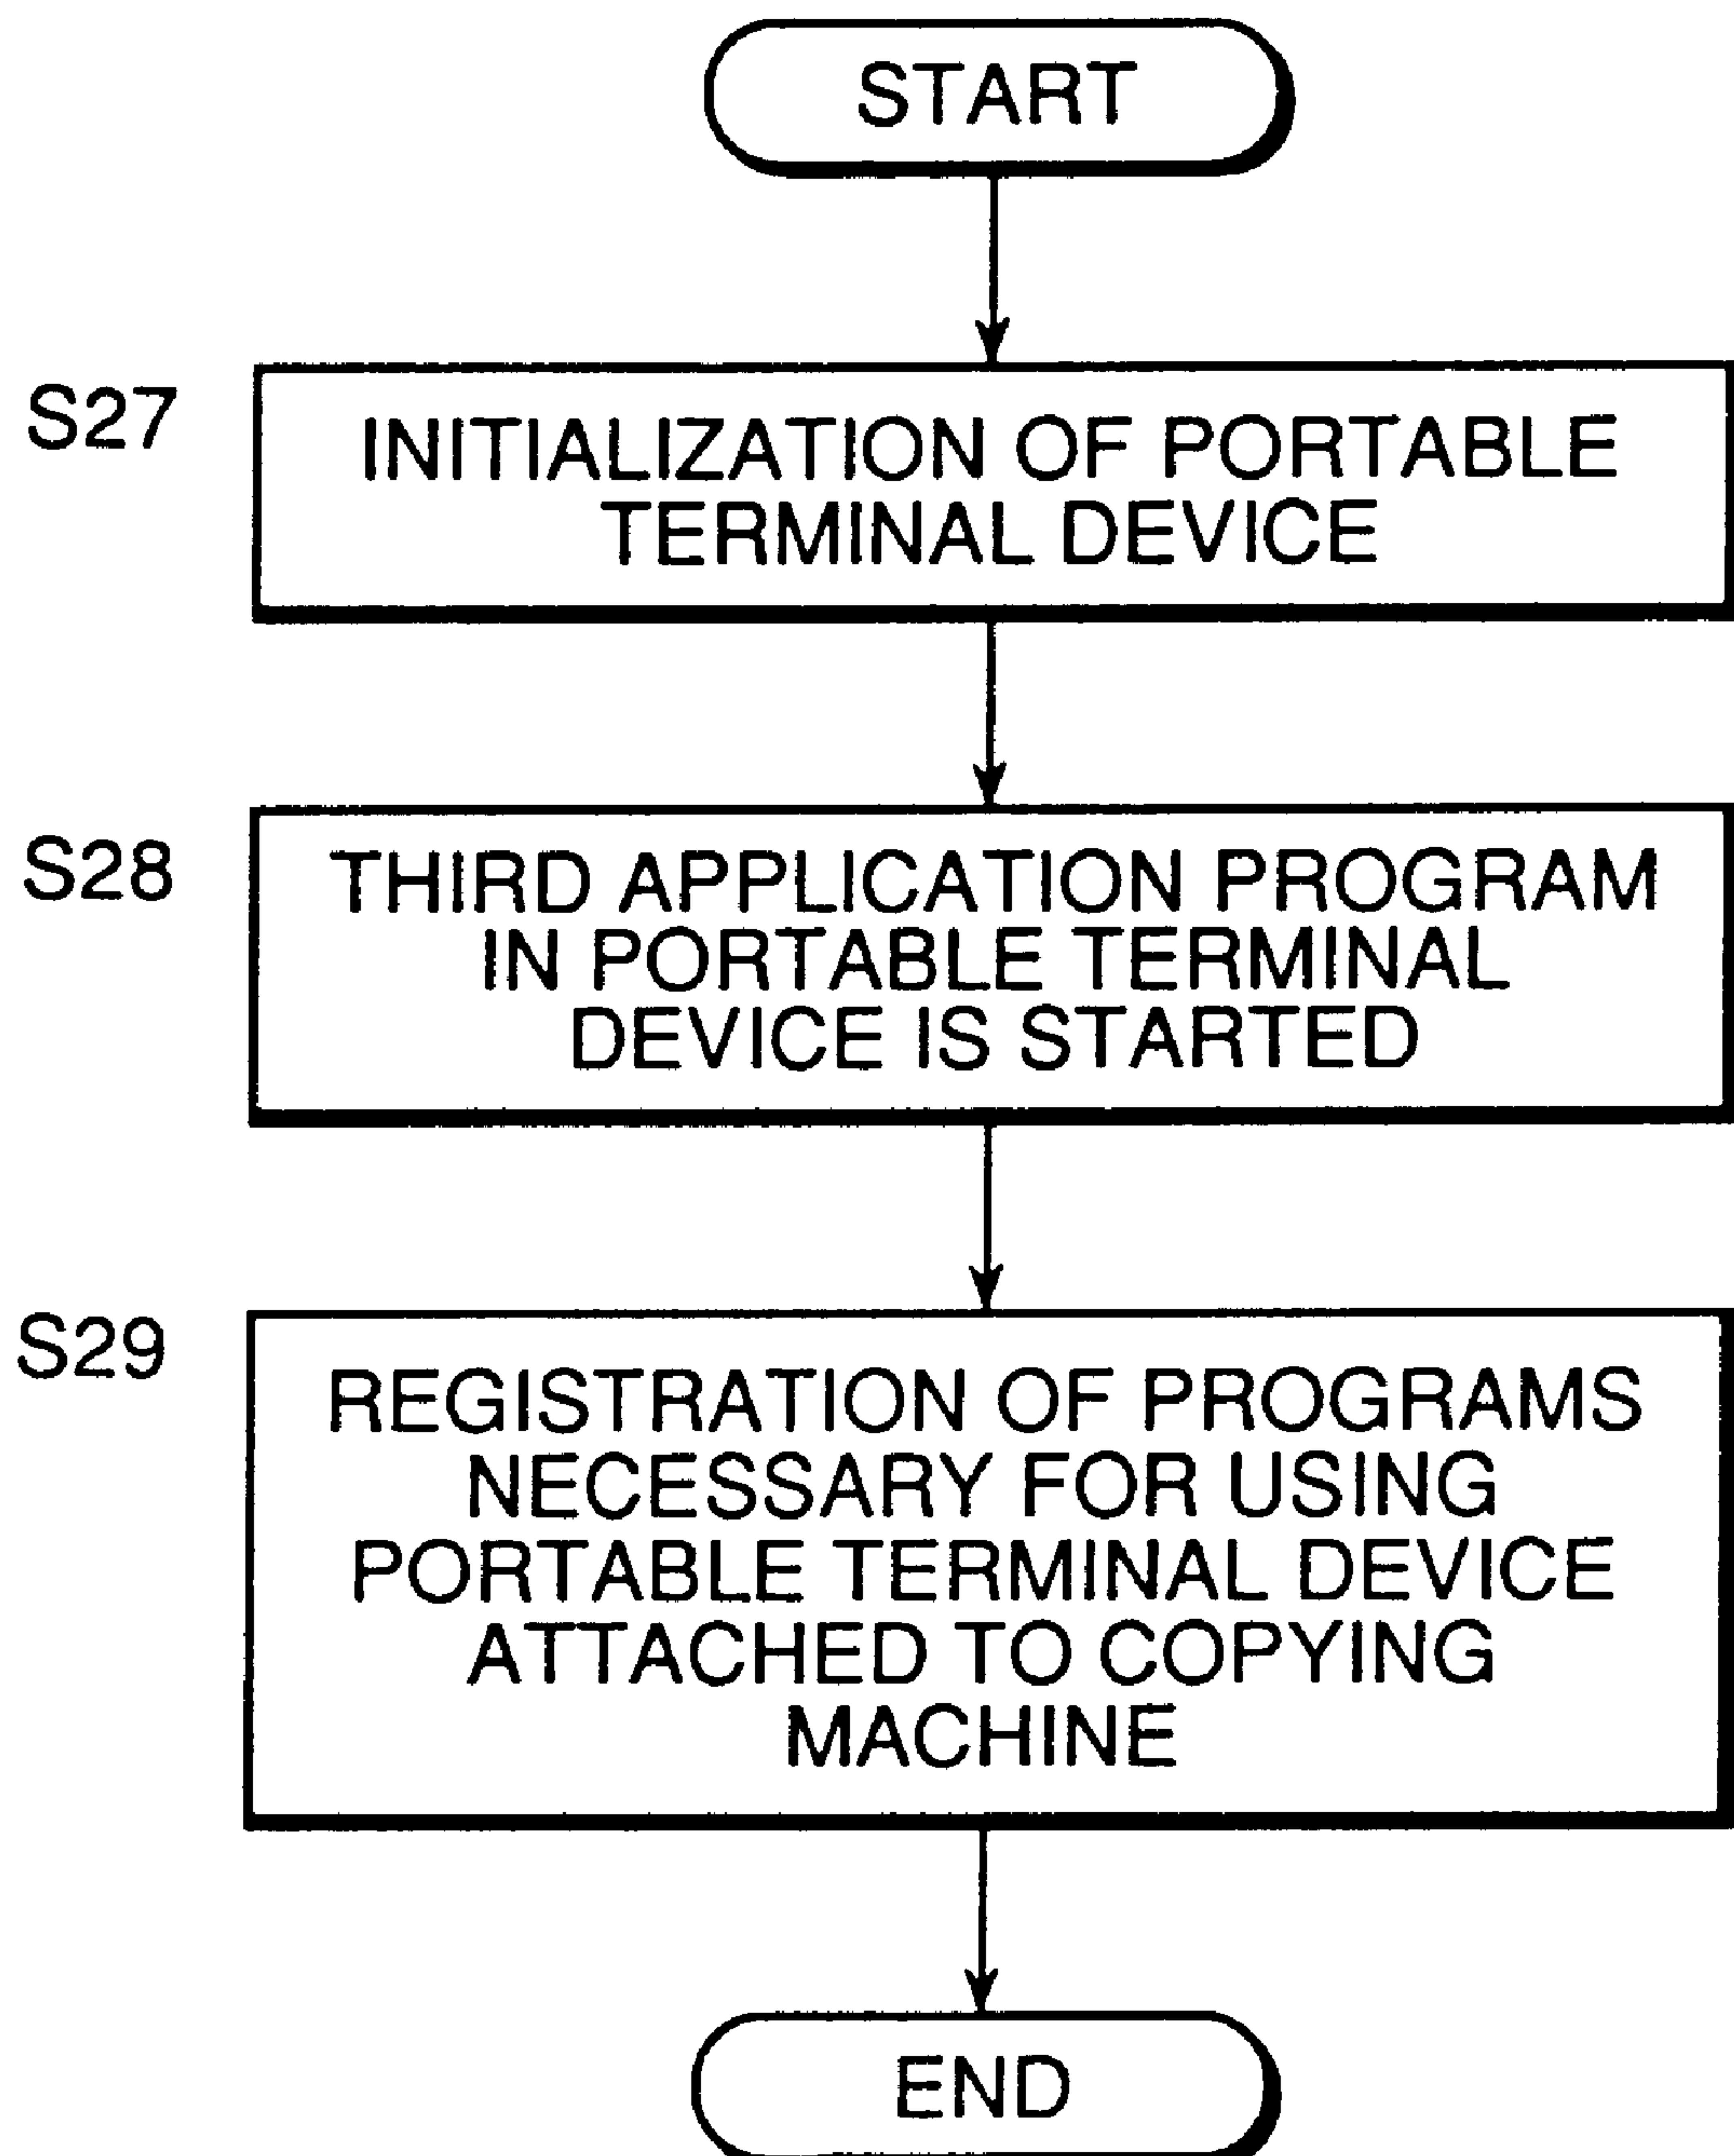 START
S27
INITIALIZATION OF PORTABLE
TERMINAL DEVICE
S28
THIRD APPLICATION PROGRAM
IN PORTABLE TERMINAL
DEVICE IS STARTED
S29
REGISTRATION OF PROGRAMS
NECESSARY FOR USING
PORTABLE TERMINAL DEVICE
ATTACHED TO COPYING
MACHINE
END